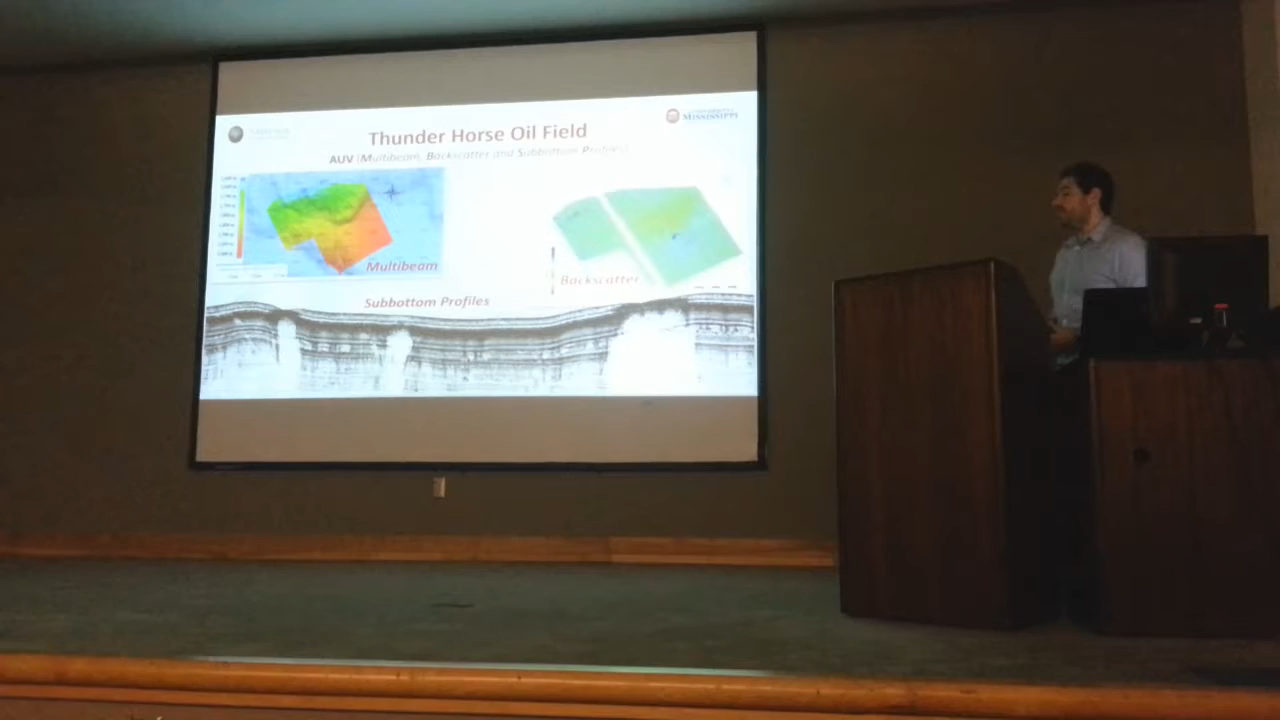 MISSISSIPPI
Thunder Horse Oil Field
AUV (Multibeam, Backscatter and Subbottom Profiles)
Multibeam
Backscatter
Subbottom Profiles